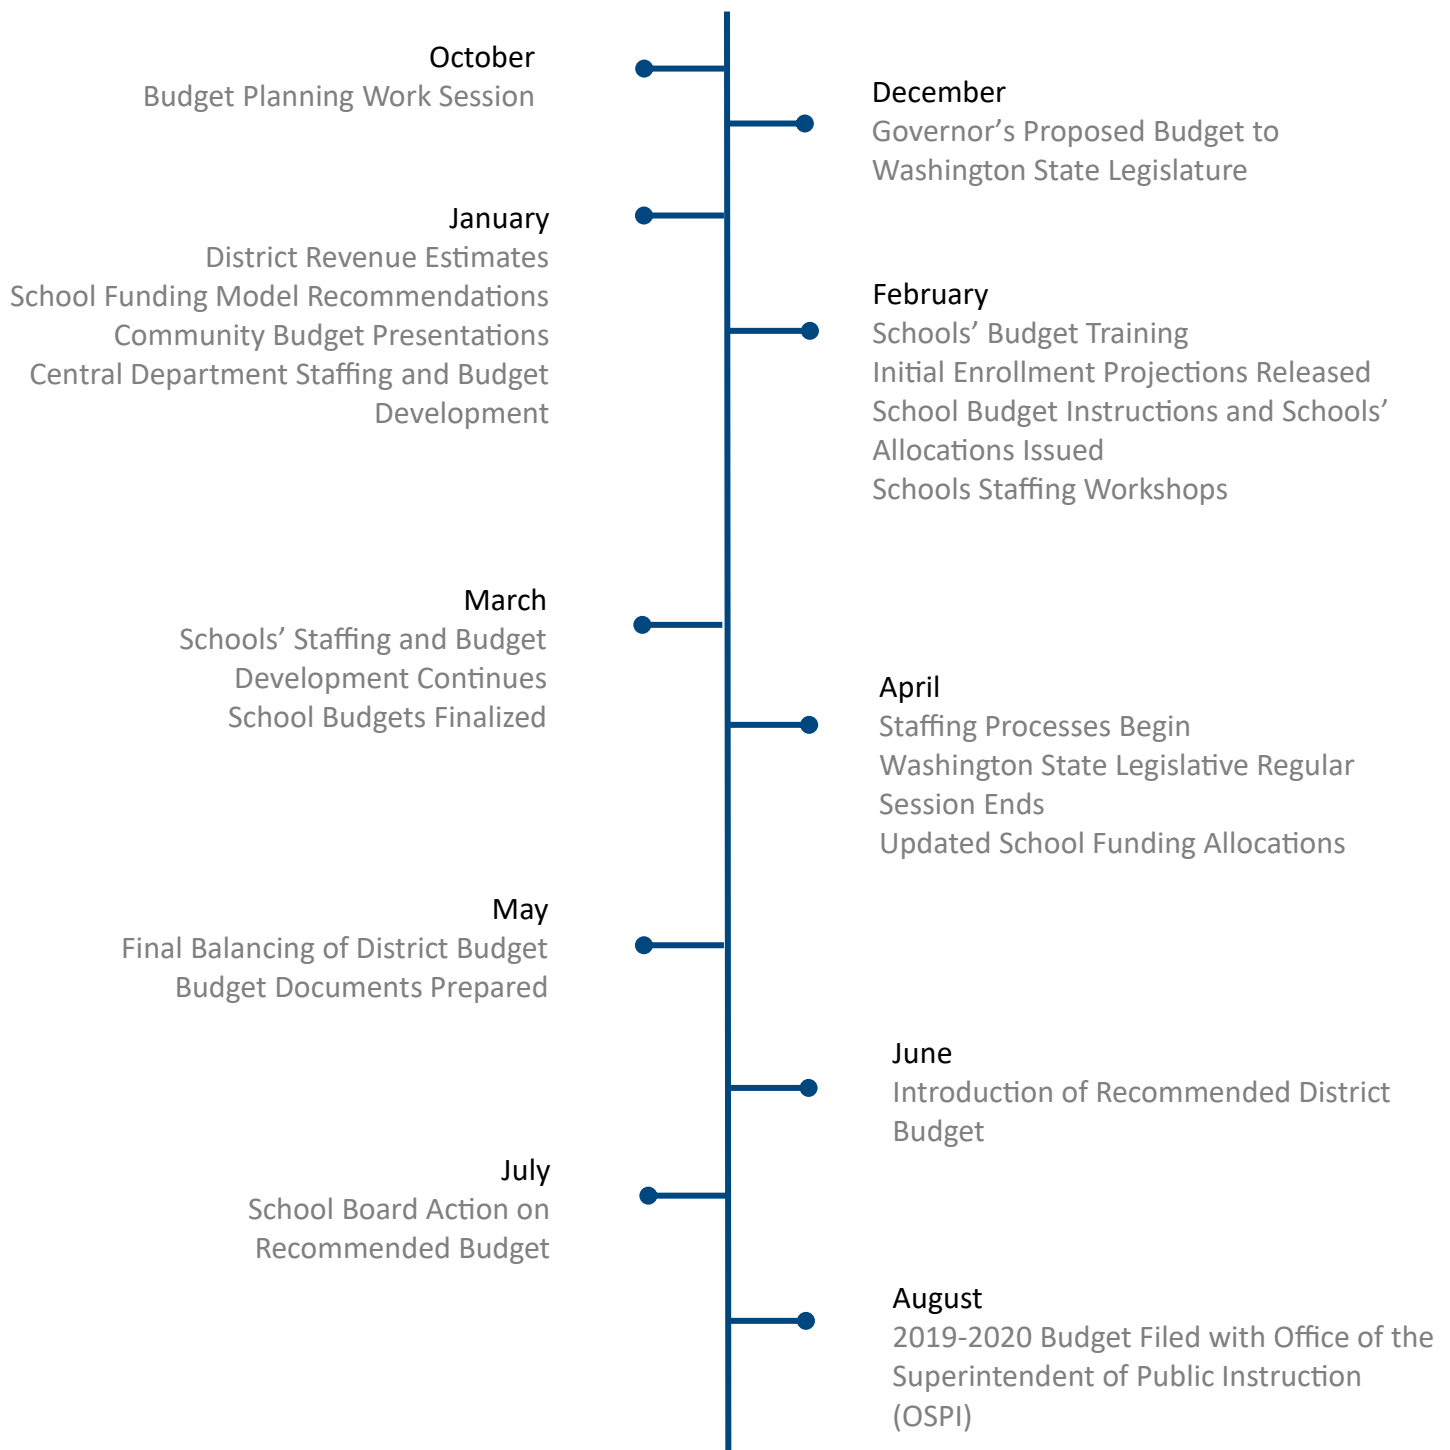 October
Budget Planning Work Session
December
Governor’s Proposed Budget to
Washington State Legislature
January
District Revenue Estimates
School Funding Model Recommendations
Community Budget Presentations
Central Department Staffing and Budget
Development
February
Schools’ Budget Training
Initial Enrollment Projections Released
School Budget Instructions and Schools’
Allocations Issued
Schools Staffing Workshops
March
Schools’ Staffing and Budget
Development Continues
School Budgets Finalized
April
Staffing Processes Begin
Washington State Legislative Regular
Session Ends
Updated School Funding Allocations
May
Final Balancing of District Budget
Budget Documents Prepared
June
Introduction of Recommended District
Budget
July
School Board Action on
Recommended Budget
August
2019-2020 Budget Filed with Office of the
Superintendent of Public Instruction
(OSPI)